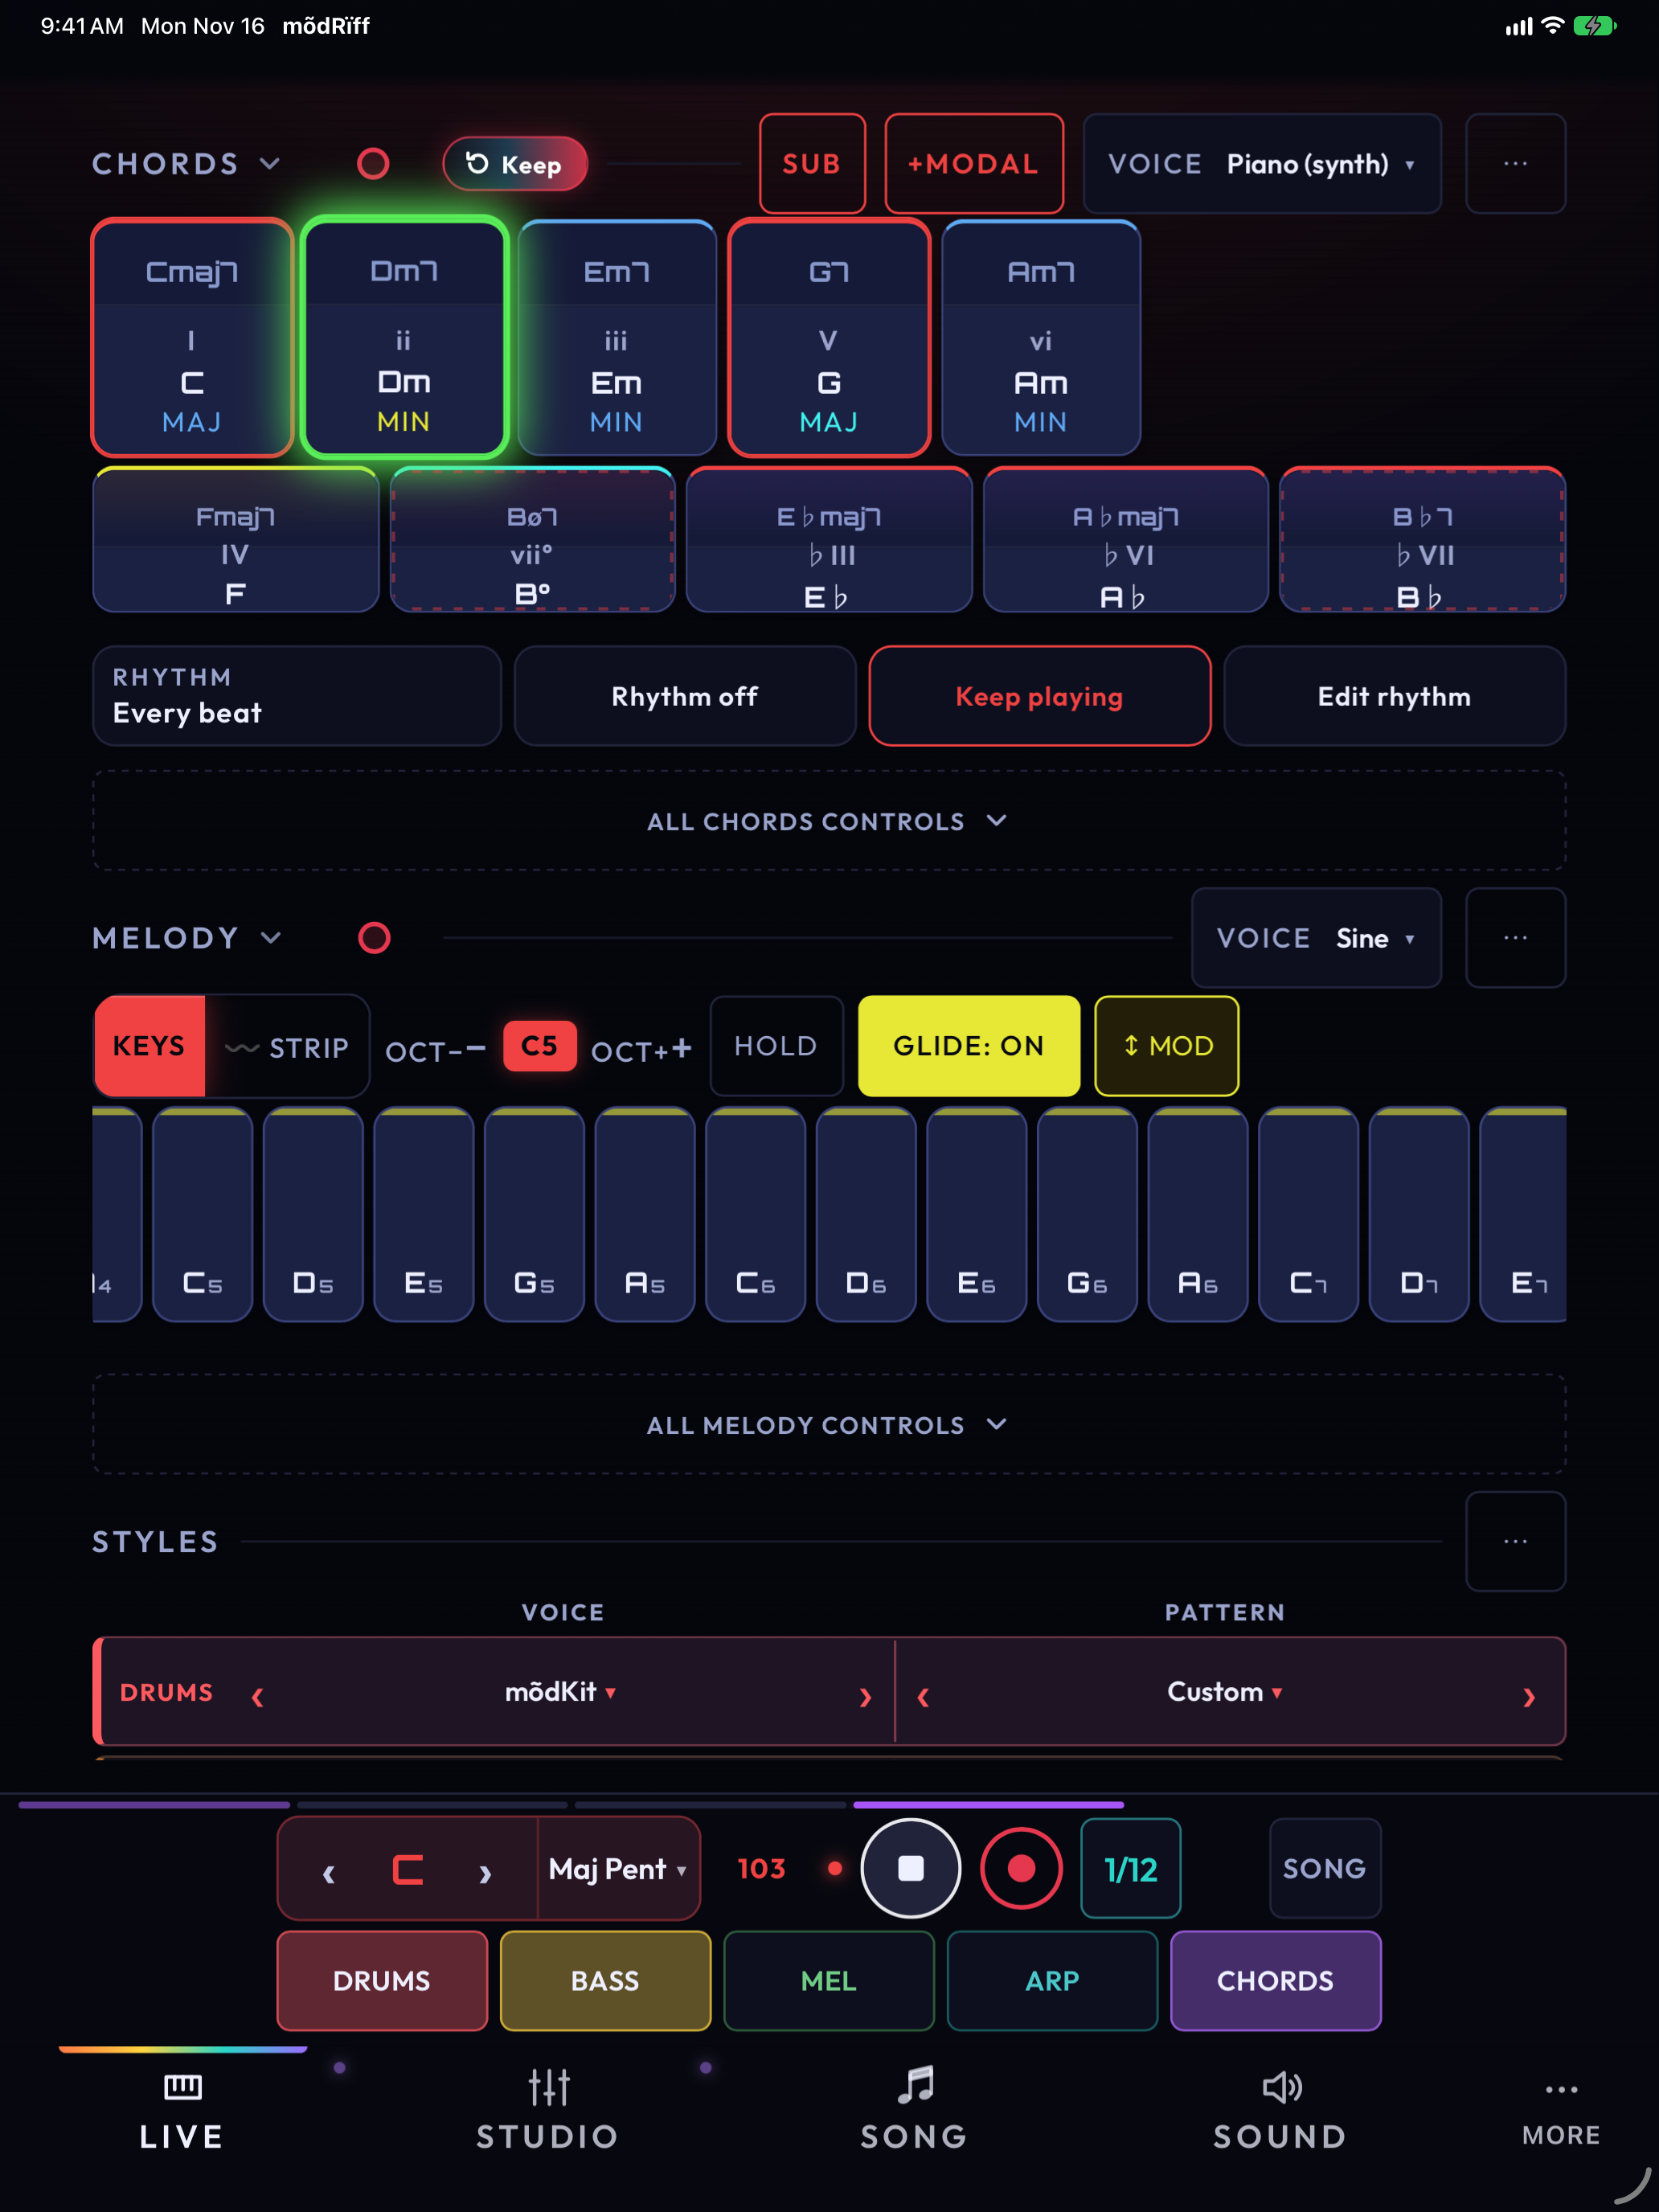 9:41 AM Mon Nov 16 mõdRïff
CHORDS Keep SUB +MODAL VOICE Piano (synth) ▾ ...
Cmaj7 Dm7 Em7 G7 Am7
I ii iii V vi
C Dm Em G Am
MAJ MIN MIN MAJ MIN
Fmaj7 Bø7 E♭maj7 A♭maj7 B♭7
IV vii° ♭III ♭VI ♭VII
F B° E♭ A♭ B♭
RHYTHM
Every beat Rhythm off Keep playing Edit rhythm
ALL CHORDS CONTROLS
MELODY VOICE Sine ▾ ...
KEYS STRIP OCT-− C5 OCT++ HOLD GLIDE: ON ↕ MOD
4 C5 D5 E5 G5 A5 C6 D6 E6 G6 A6 C7 D7 E7
ALL MELODY CONTROLS
STYLES ...
VOICE PATTERN
DRUMS ‹ mõdKit ▾ › ‹ Custom ▾ ›
‹ C › Maj Pent ▾ 103 1/12 SONG
DRUMS BASS MEL ARP CHORDS
LIVE STUDIO SONG SOUND MORE